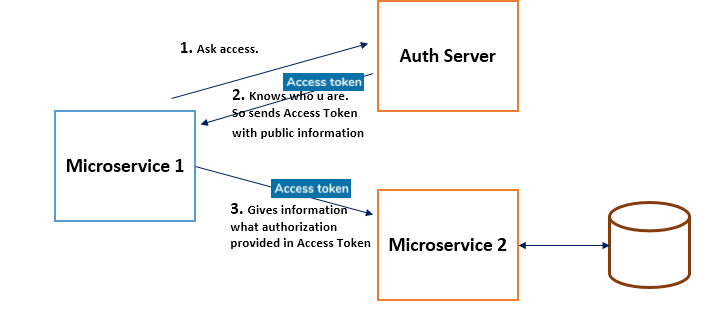 1. Ask access.
Auth Server
Access token
2. Knows who u are.
So sends Access Token
with public information
Microservice 1
Access token
3. Gives information
what authorization
provided in Access Token
Microservice 2